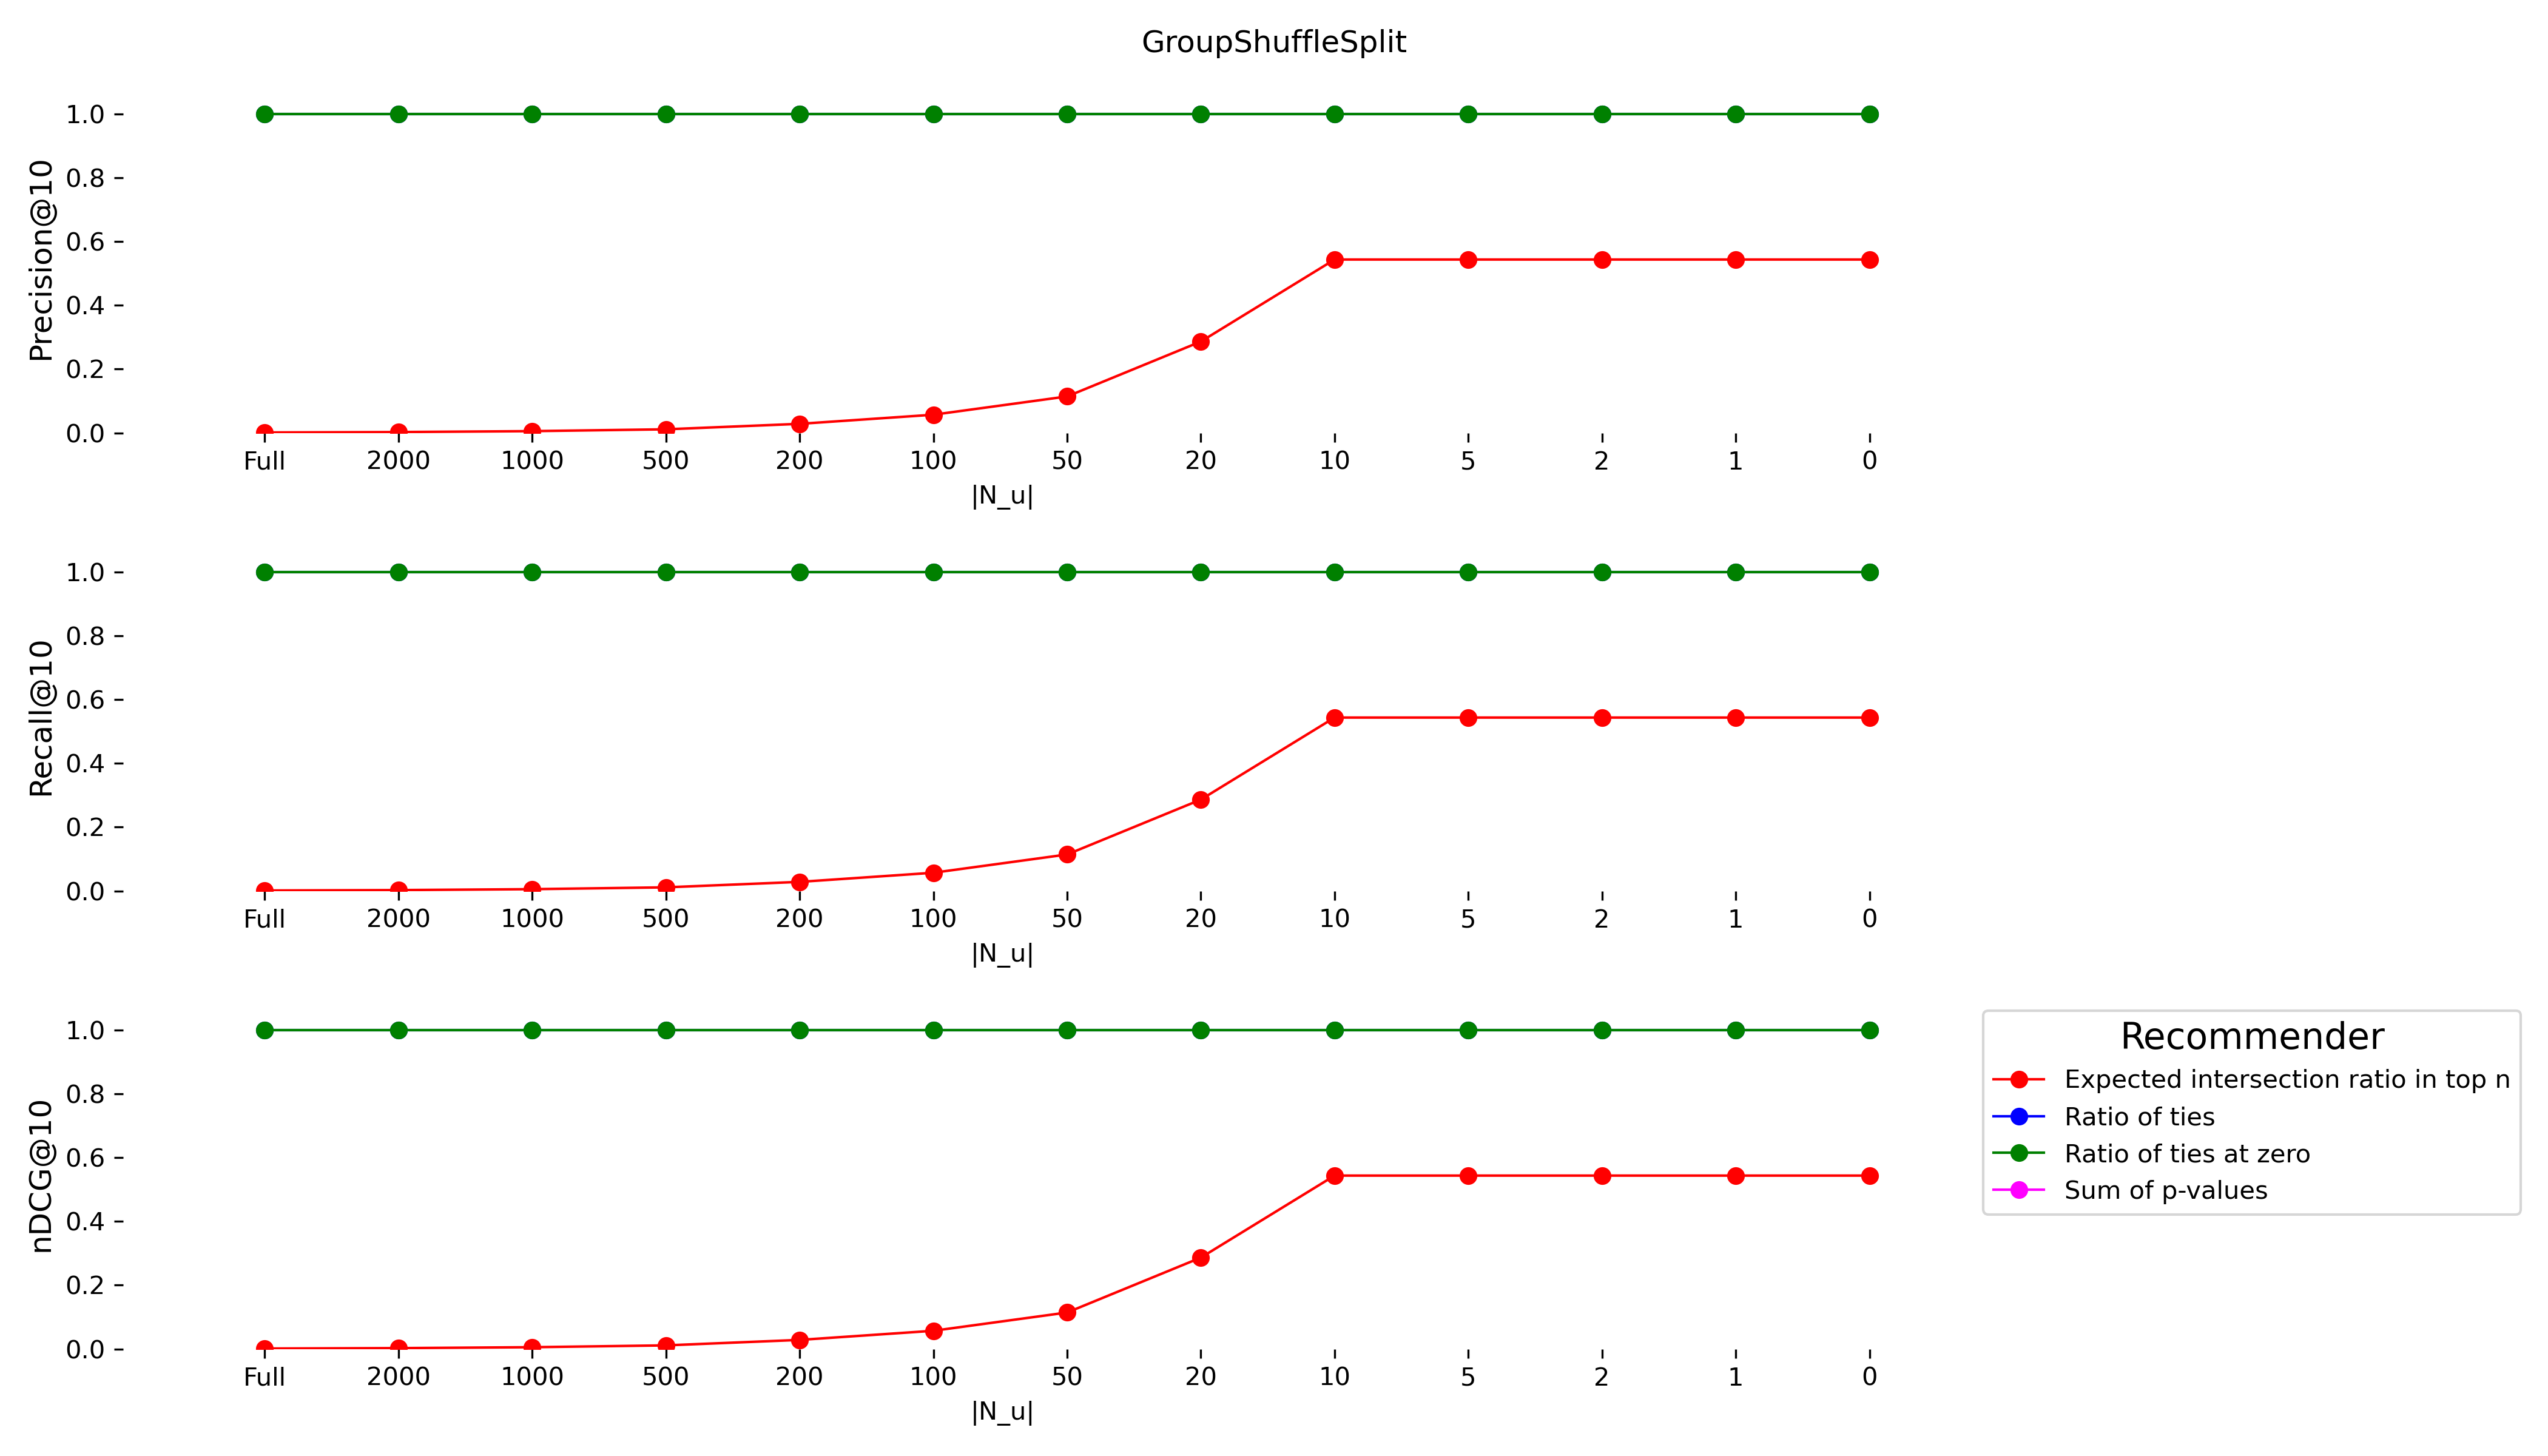 GroupShuffleSplit
Precision@10
1.0
0.8
0.6
0.4
0.2
0.0
Full 2000 1000 500 200 100 50 20 10 5 2 1 0
|N_u|
Recall@10
1.0
0.8
0.6
0.4
0.2
0.0
Full 2000 1000 500 200 100 50 20 10 5 2 1 0
|N_u|
nDCG@10
1.0
0.8
0.6
0.4
0.2
0.0
Full 2000 1000 500 200 100 50 20 10 5 2 1 0
|N_u|
Recommender
Expected intersection ratio in top n
Ratio of ties
Ratio of ties at zero
Sum of p-values